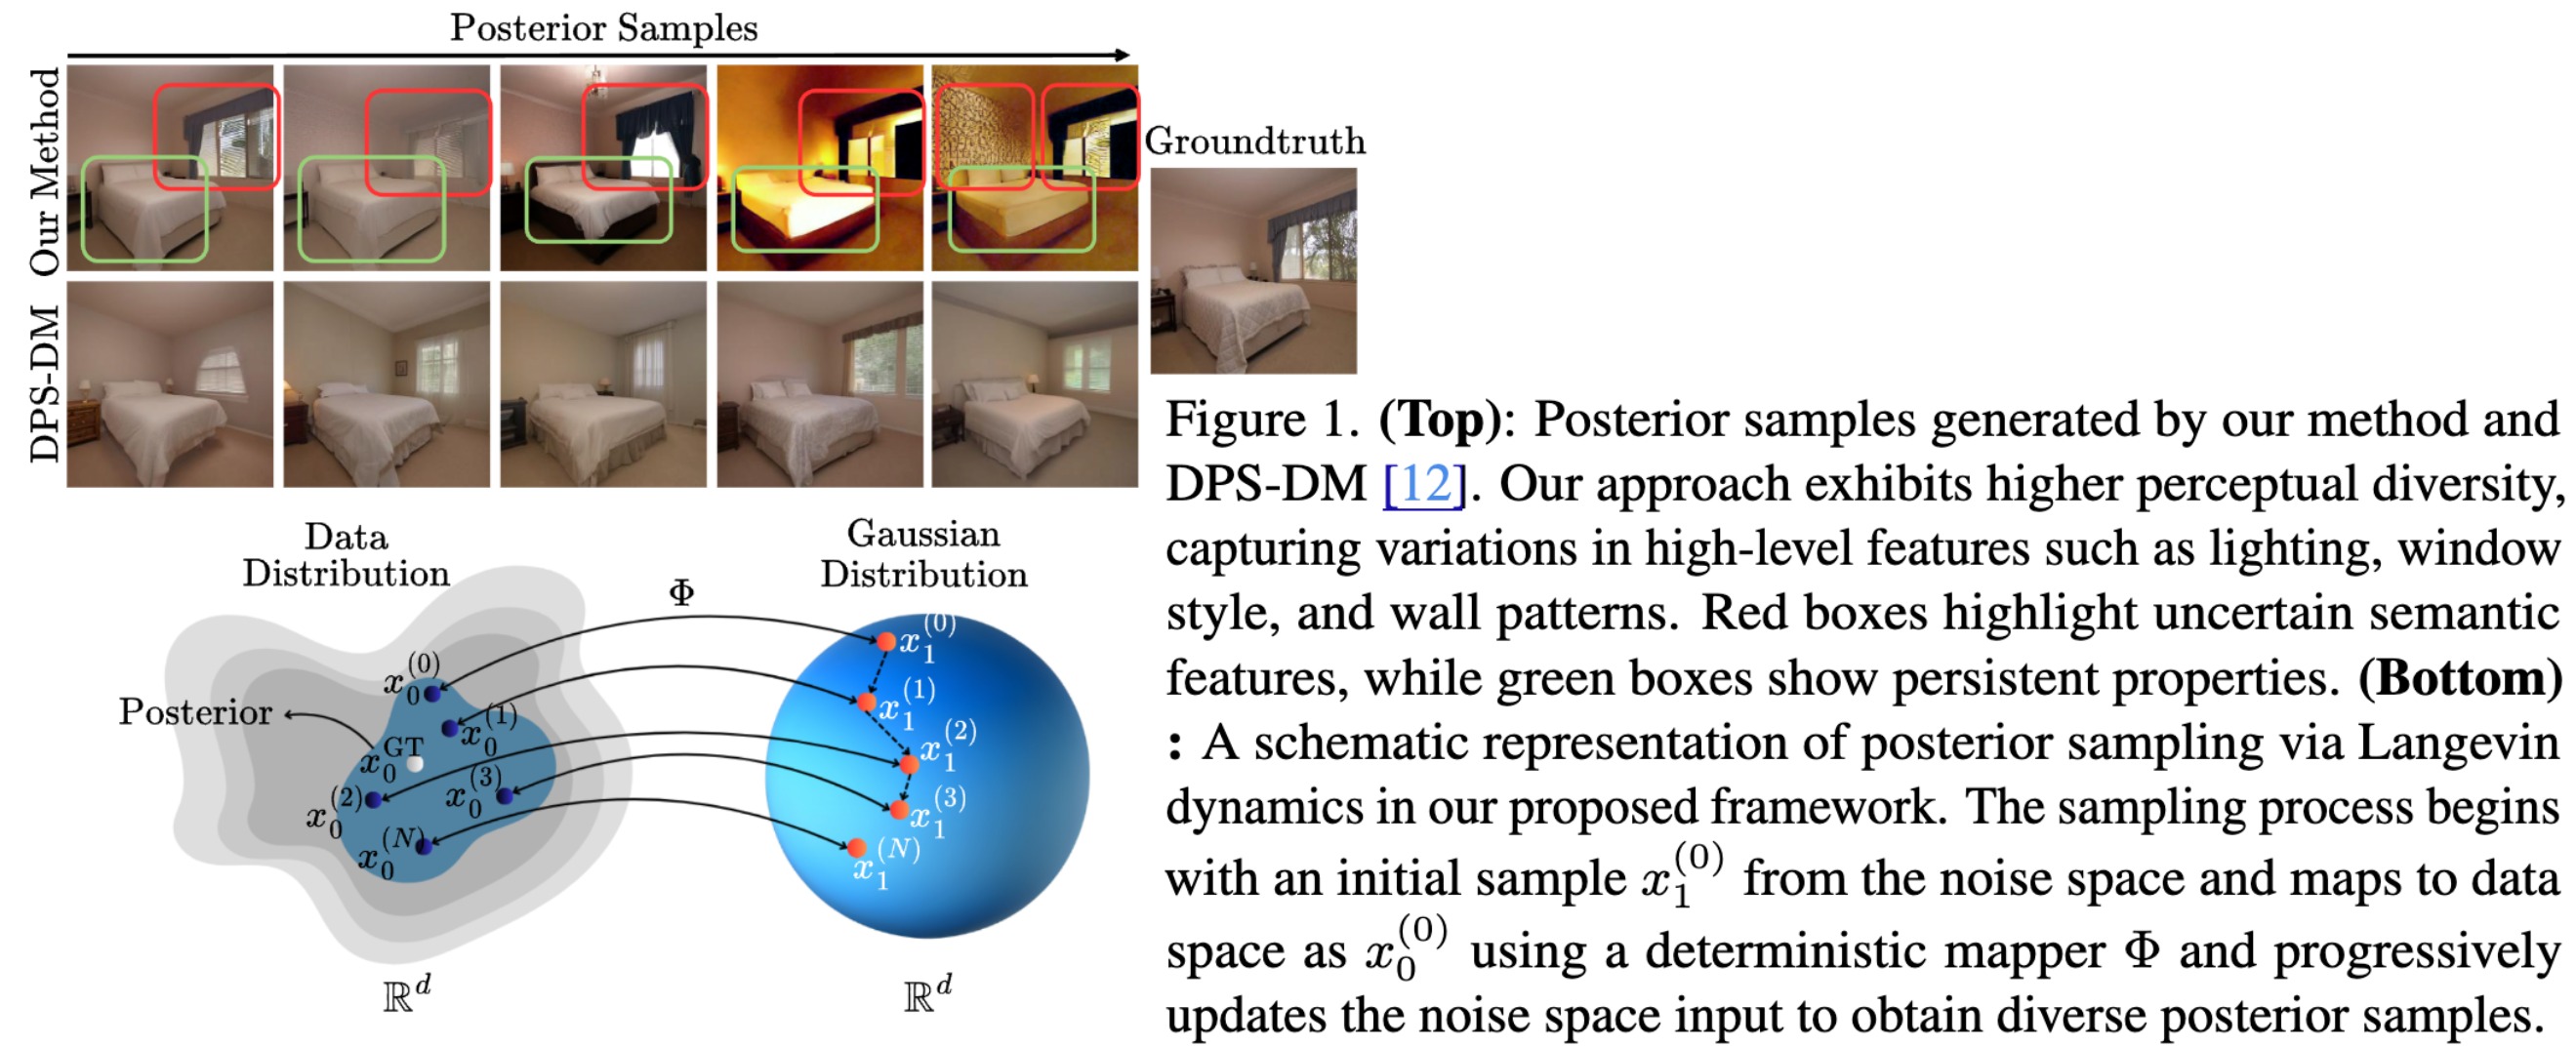 Posterior Samples
Our Method
DPS-DM
Groundtruth
Data
Distribution
Gaussian
Distribution
Φ
Posterior
x_0^{(0)}
x_0^{(1)}
x_0^{GT}
x_0^{(2)}
x_0^{(3)}
x_0^{(N)}
x_1^{(0)}
x_1^{(1)}
x_1^{(2)}
x_1^{(3)}
x_1^{(N)}
ℝ^d
ℝ^d
Figure 1. (Top): Posterior samples generated by our method and
DPS-DM [12]. Our approach exhibits higher perceptual diversity,
capturing variations in high-level features such as lighting, window
style, and wall patterns. Red boxes highlight uncertain semantic
features, while green boxes show persistent properties. (Bottom)
: A schematic representation of posterior sampling via Langevin
dynamics in our proposed framework. The sampling process begins
with an initial sample x_1^{(0)} from the noise space and maps to data
space as x_0^{(0)} using a deterministic mapper Φ and progressively
updates the noise space input to obtain diverse posterior samples.